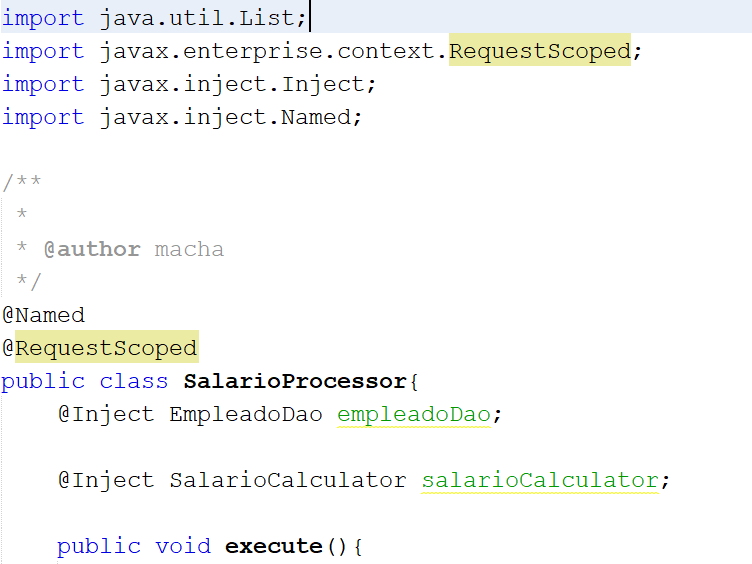 import java.util.List;
import javax.enterprise.context.RequestScoped;
import javax.inject.Inject;
import javax.inject.Named;
/**
 *
 * @author macha
 */
@Named
@RequestScoped
public class SalarioProcessor{
    @Inject EmpleadoDao empleadoDao;
    @Inject SalarioCalculator salarioCalculator;
    public void execute(){